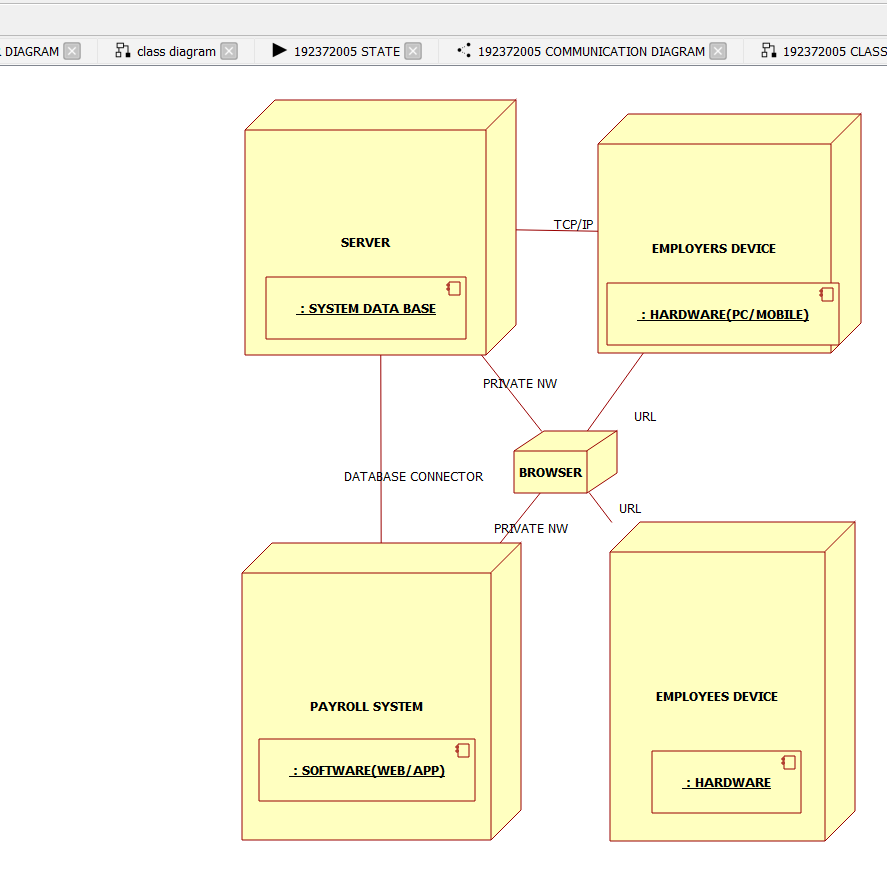 DIAGRAM
class diagram
192372005 STATE
192372005 COMMUNICATION DIAGRAM
192372005 CLASS
SERVER
: SYSTEM DATA BASE
TCP/IP
EMPLOYERS DEVICE
: HARDWARE(PC/MOBILE)
PRIVATE NW
URL
BROWSER
DATABASE CONNECTOR
URL
PRIVATE NW
PAYROLL SYSTEM
: SOFTWARE(WEB/APP)
EMPLOYEES DEVICE
: HARDWARE